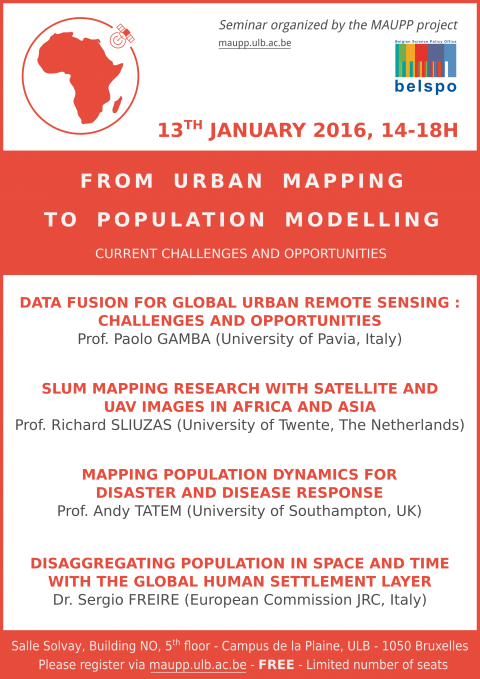 Seminar organized by the MAUPP project
maupp.ulb.ac.be
Belgian Science Policy Office
belspo
13TH JANUARY 2016, 14-18H
FROM URBAN MAPPING
TO POPULATION MODELLING
CURRENT CHALLENGES AND OPPORTUNITIES
DATA FUSION FOR GLOBAL URBAN REMOTE SENSING :
CHALLENGES AND OPPORTUNITIES
Prof. Paolo GAMBA (University of Pavia, Italy)
SLUM MAPPING RESEARCH WITH SATELLITE AND
UAV IMAGES IN AFRICA AND ASIA
Prof. Richard SLIUZAS (University of Twente, The Netherlands)
MAPPING POPULATION DYNAMICS FOR
DISASTER AND DISEASE RESPONSE
Prof. Andy TATEM (University of Southampton, UK)
DISAGGREGATING POPULATION IN SPACE AND TIME
WITH THE GLOBAL HUMAN SETTLEMENT LAYER
Dr. Sergio FREIRE (European Commission JRC, Italy)
Salle Solvay, Building NO, 5th floor - Campus de la Plaine, ULB - 1050 Bruxelles
Please register via maupp.ulb.ac.be - FREE - Limited number of seats